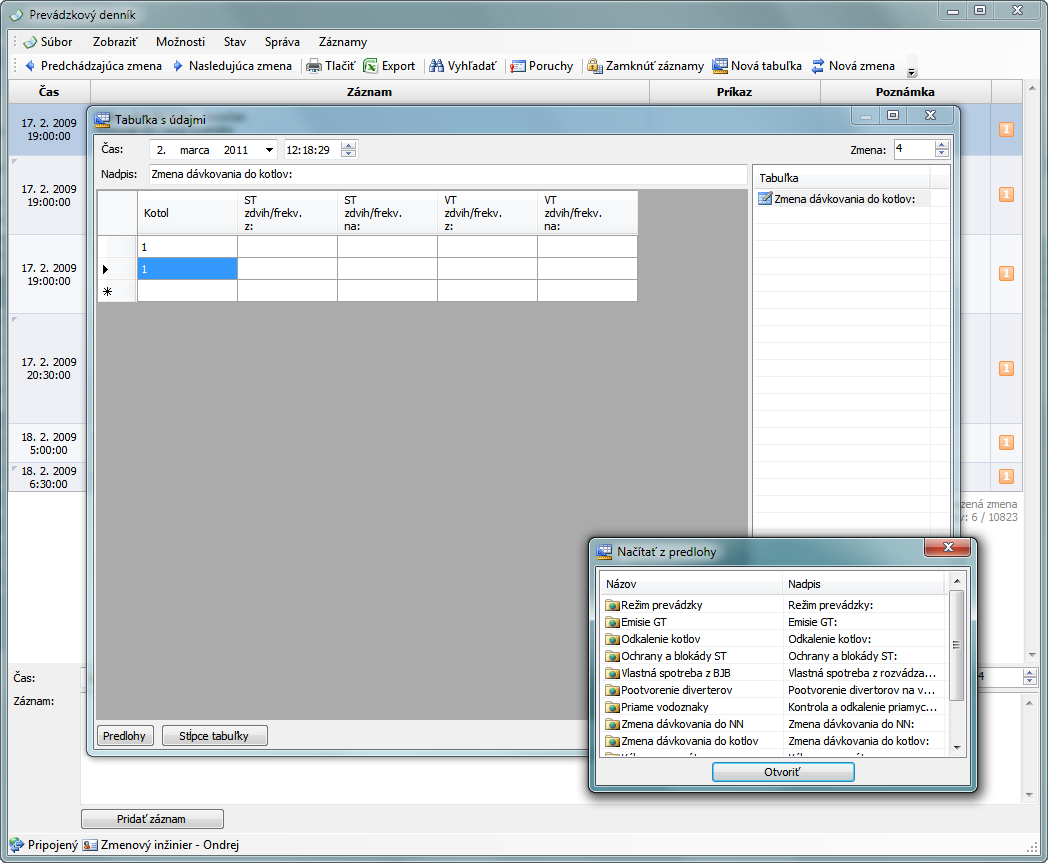 Prevádzkový denník
Súbor Zobraziť Možnosti Stav Správa Záznamy
Predchádzajúca zmena Nasledujúca zmena Tlačiť Export Vyhľadať Poruchy Zamknúť záznamy Nová tabuľka Nová zmena
Čas Záznam Príkaz Poznámka
17. 2. 2009
19:00:00
1
17. 2. 2009
19:00:00
1
17. 2. 2009
19:00:00
1
17. 2. 2009
20:30:00
1
18. 2. 2009
5:00:00
1
18. 2. 2009
6:30:00
1
zená zmena
v: 6 / 10823
Tabuľka s údajmi
Čas: 2. marca 2011 12:18:29 Zmena: 4
Nadpis: Zmena dávkovania do kotlov:
Kotol
ST
zdvih/frekv.
z:
ST
zdvih/frekv.
na:
VT
zdvih/frekv.
z:
VT
zdvih/frekv.
na:
1
1
Tabuľka
Zmena dávkovania do kotlov:
Predlohy Stĺpce tabuľky
Načítať z predlohy
Názov Nadpis
Režim prevádzky Režim prevádzky:
Emisie GT Emisie GT:
Odkalenie kotlov Odkalenie kotlov:
Ochrany a blokády ST Ochrany a blokády ST:
Vlastná spotreba z BJB Vlastná spotreba z rozvádza...
Pootvorenie diverterov Pootvorenie divertorov na v...
Priame vodoznaky Kontrola a odkalenie priamyc...
Zmena dávkovania do NN Zmena dávkovania do NN:
Zmena dávkovania do kotlov Zmena dávkovania do kotlov:
Otvoriť
Čas: 4
Záznam:
Pridať záznam
Pripojený Zmenový inžinier - Ondrej